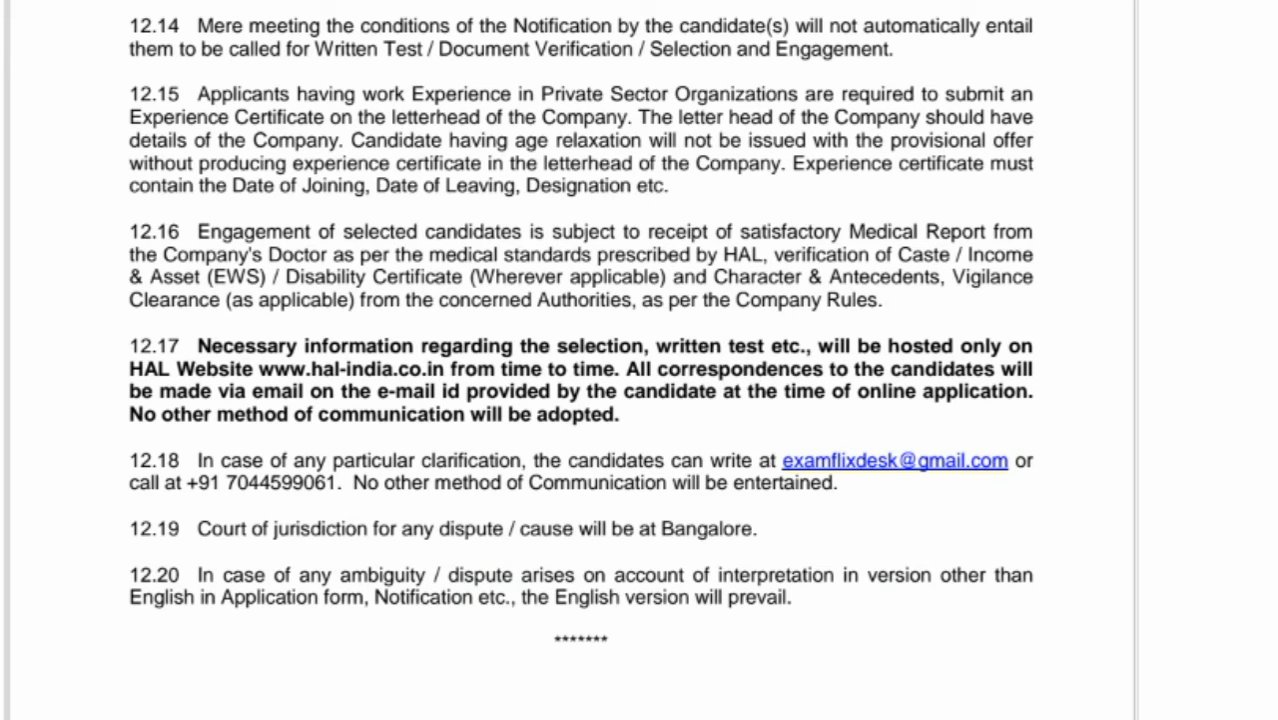 12.14 Mere meeting the conditions of the Notification by the candidate(s) will not automatically entail
them to be called for Written Test / Document Verification / Selection and Engagement.
12.15 Applicants having work Experience in Private Sector Organizations are required to submit an
Experience Certificate on the letterhead of the Company. The letter head of the Company should have
details of the Company. Candidate having age relaxation will not be issued with the provisional offer
without producing experience certificate in the letterhead of the Company. Experience certificate must
contain the Date of Joining, Date of Leaving, Designation etc.
12.16 Engagement of selected candidates is subject to receipt of satisfactory Medical Report from
the Company's Doctor as per the medical standards prescribed by HAL, verification of Caste / Income
& Asset (EWS) / Disability Certificate (Wherever applicable) and Character & Antecedents, Vigilance
Clearance (as applicable) from the concerned Authorities, as per the Company Rules.
12.17 Necessary information regarding the selection, written test etc., will be hosted only on
HAL Website www.hal-india.co.in from time to time. All correspondences to the candidates will
be made via email on the e-mail id provided by the candidate at the time of online application.
No other method of communication will be adopted.
12.18 In case of any particular clarification, the candidates can write at examflixdesk@gmail.com or
call at +91 7044599061. No other method of Communication will be entertained.
12.19 Court of jurisdiction for any dispute / cause will be at Bangalore.
12.20 In case of any ambiguity / dispute arises on account of interpretation in version other than
English in Application form, Notification etc., the English version will prevail.
*******